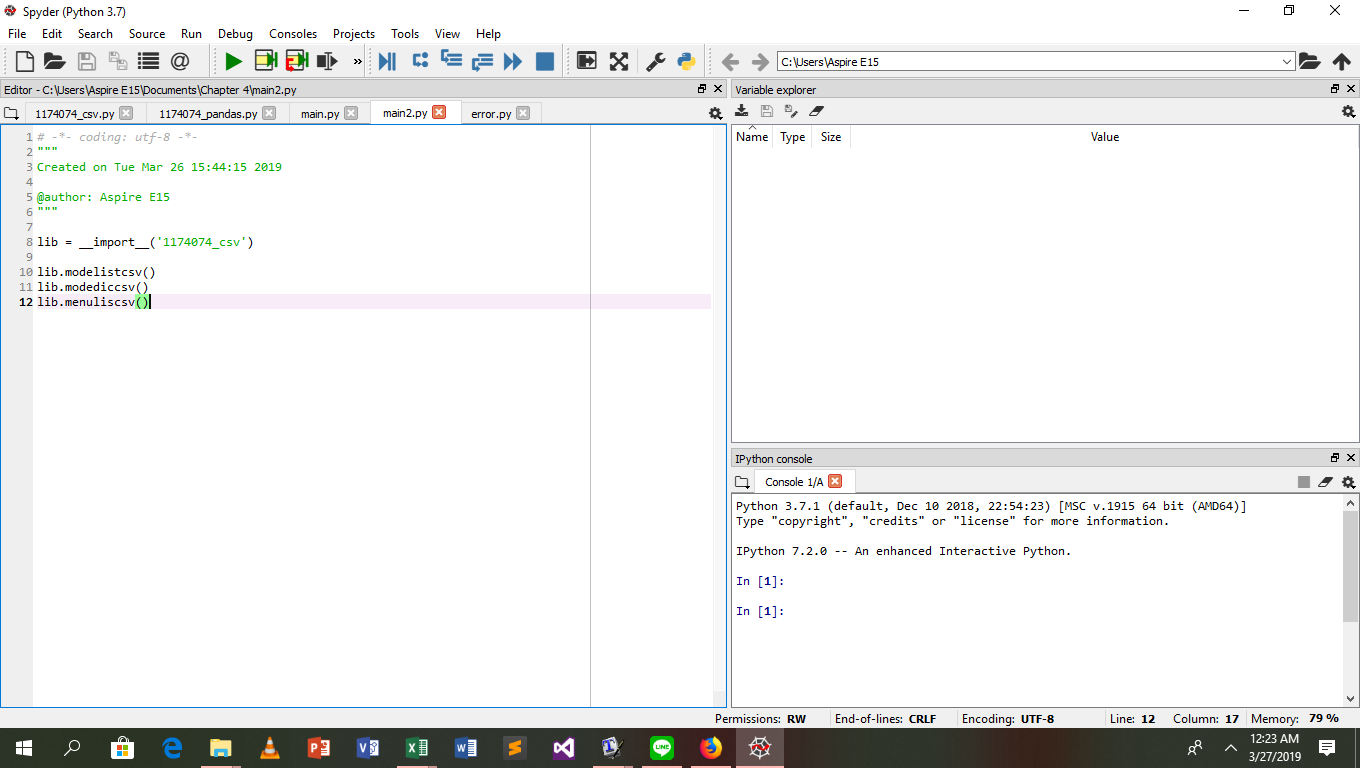 Spyder (Python 3.7)
File Edit Search Source Run Debug Consoles Projects Tools View Help
C:\Users\Aspire E15
Editor - C:\Users\Aspire E15\Documents\Chapter 4\main2.py
1174074_csv.py 1174074_pandas.py main.py main2.py error.py
1 # -*- coding: utf-8 -*-
2 """
3 Created on Tue Mar 26 15:44:15 2019
4
5 @author: Aspire E15
6 """
7
8 lib = __import__('1174074_csv')
9
10 lib.modelistcsv()
11 lib.modediccsv()
12 lib.menuliscsv()
Variable explorer
Name Type Size Value
IPython console
Console 1/A
Python 3.7.1 (default, Dec 10 2018, 22:54:23) [MSC v.1915 64 bit (AMD64)]
Type "copyright", "credits" or "license" for more information.
IPython 7.2.0 -- An enhanced Interactive Python.
In [1]:
In [1]:
Permissions: RW End-of-lines: CRLF Encoding: UTF-8 Line: 12 Column: 17 Memory: 79 %
12:23 AM
3/27/2019